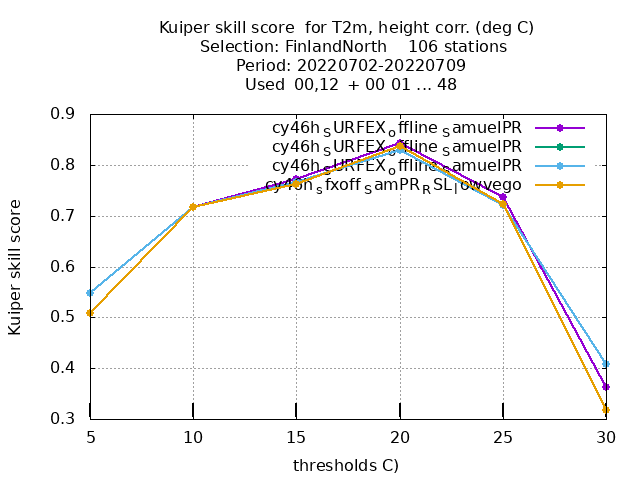 Kuiper skill score for T2m, height corr. (deg C)
Selection: FinlandNorth 106 stations
Period: 20220702-20220709
Used 00,12 + 00 01 ... 48
0.9
0.8
0.7
0.6
0.5
0.4
0.3
Kuiper skill score
cy46h_SURFEX_offline_SamuelPR
cy46h_SURFEX_offline_SamuelPR
cy46h_SURFEX_offline_SamuelPR
cy46h_sfxoff_SamPR_RSL_lowvego
5 10 15 20 25 30
thresholds C)